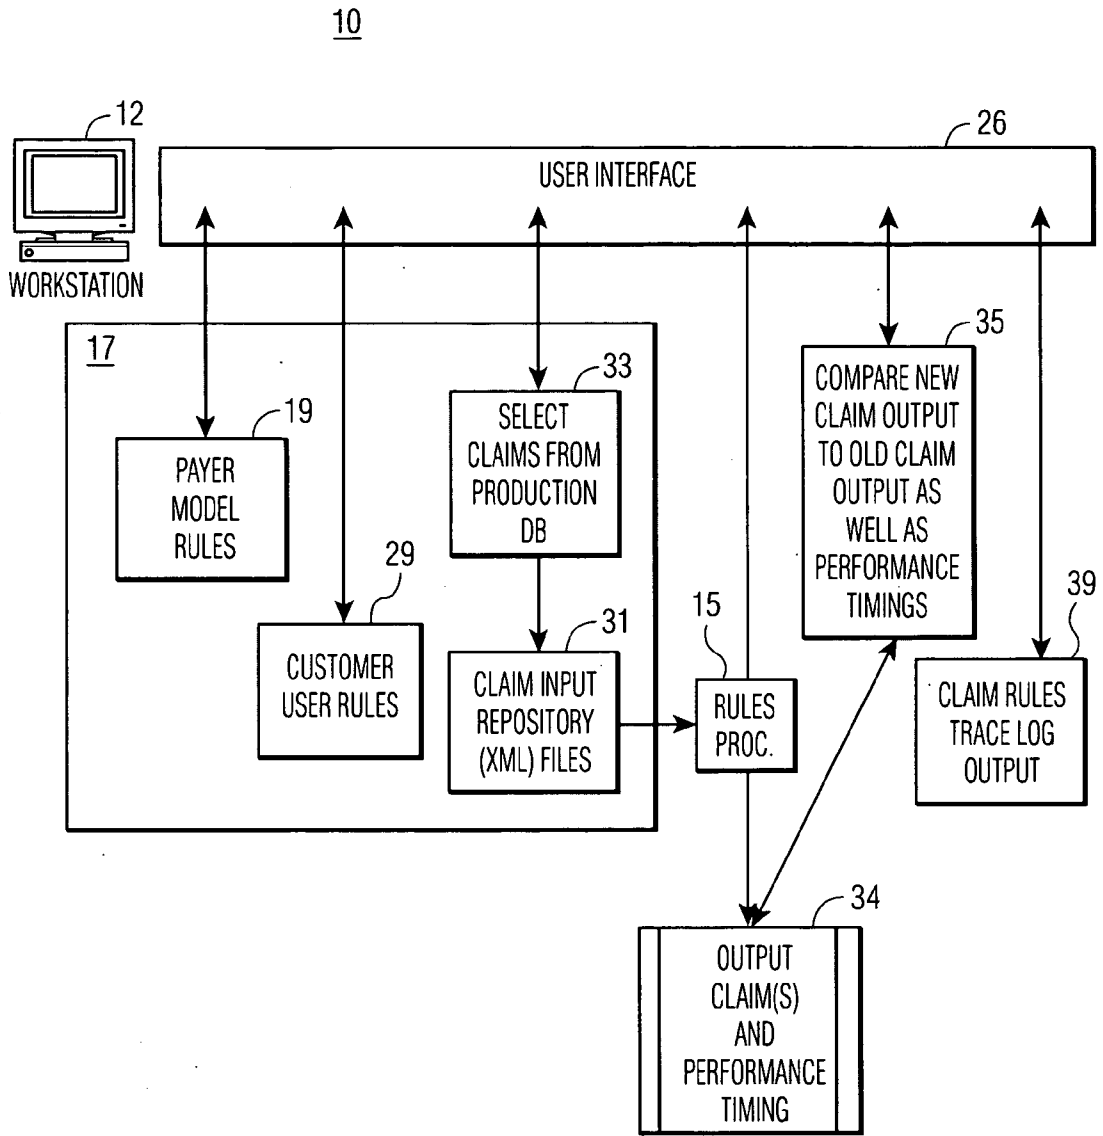 10
12
WORKSTATION
26
USER INTERFACE
17
19
PAYER
MODEL
RULES
29
CUSTOMER
USER RULES
33
SELECT
CLAIMS FROM
PRODUCTION
DB
31
CLAIM INPUT
REPOSITORY
(XML) FILES
15
RULES
PROC.
35
COMPARE NEW
CLAIM OUTPUT
TO OLD CLAIM
OUTPUT AS
WELL AS
PERFORMANCE
TIMINGS
39
CLAIM RULES
TRACE LOG
OUTPUT
34
OUTPUT
CLAIM(S)
AND
PERFORMANCE
TIMING